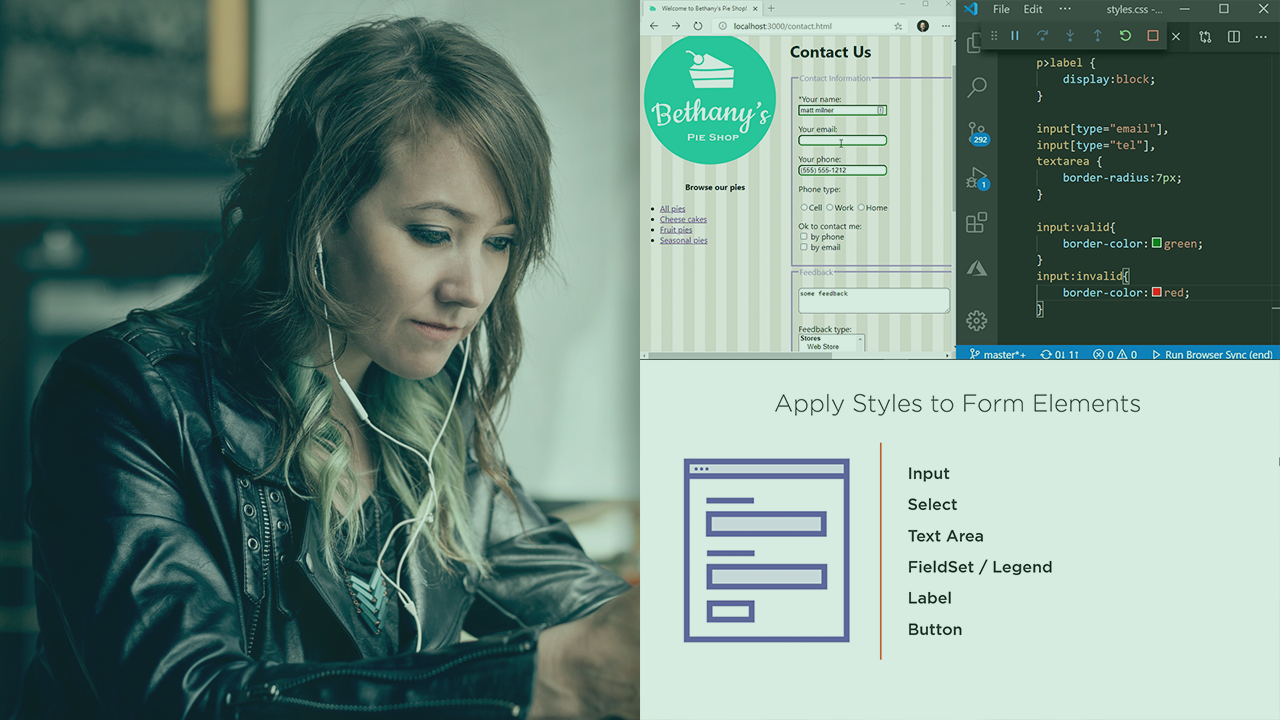 Welcome to Bethany's Pie Shop!
localhost:3000/contact.html
Bethany's
PIE SHOP
Browse our pies
All pies
Cheese cakes
Fruit pies
Seasonal pies
Contact Us
Contact Information
*Your name:
matt milner
Your email:
Your phone:
(555) 555-1212
Phone type:
Cell Work Home
Ok to contact me:
by phone
by email
Feedback
some feedback
Feedback type:
Stores
Web Store
File Edit ··· styles.css -...
292
1
p>label {
display:block;
}
input[type="email"],
input[type="tel"],
textarea {
border-radius:7px;
}
input:valid{
border-color: green;
}
input:invalid{
border-color: red;
}
master*+ 0↓ 1↑ 0 0 Run Browser Sync (end)
Apply Styles to Form Elements
Input
Select
Text Area
FieldSet / Legend
Label
Button